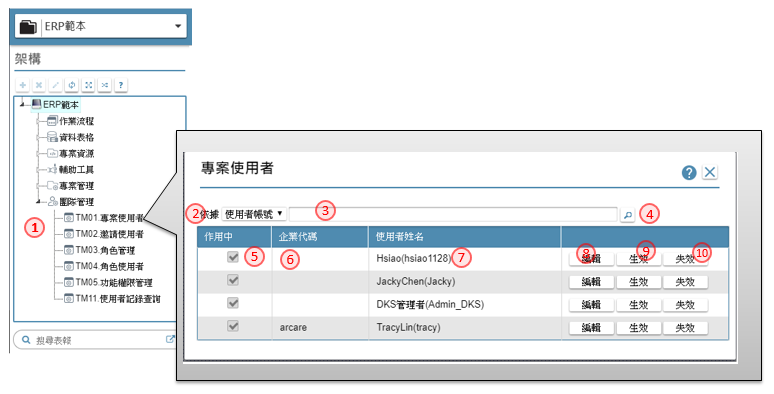 ERP範本
架構
ERP範本
作業流程
資料表格
專案資源
輔助工具
專案管理
團隊管理
1
TM01.專案使用者
TM02.邀請使用者
TM03.角色管理
TM04.角色使用者
TM05.功能權限管理
TM11.使用者記錄查詢
搜尋表報
專案使用者
?
2 依據 使用者帳號 3 4
作用中 企業代碼 使用者姓名
5 6 Hsiao(hsiao1128) 7 8 編輯 9 生效 10 失效
JackyChen(Jacky) 編輯 生效 失效
DKS管理者(Admin_DKS) 編輯 生效 失效
arcare TracyLin(tracy) 編輯 生效 失效